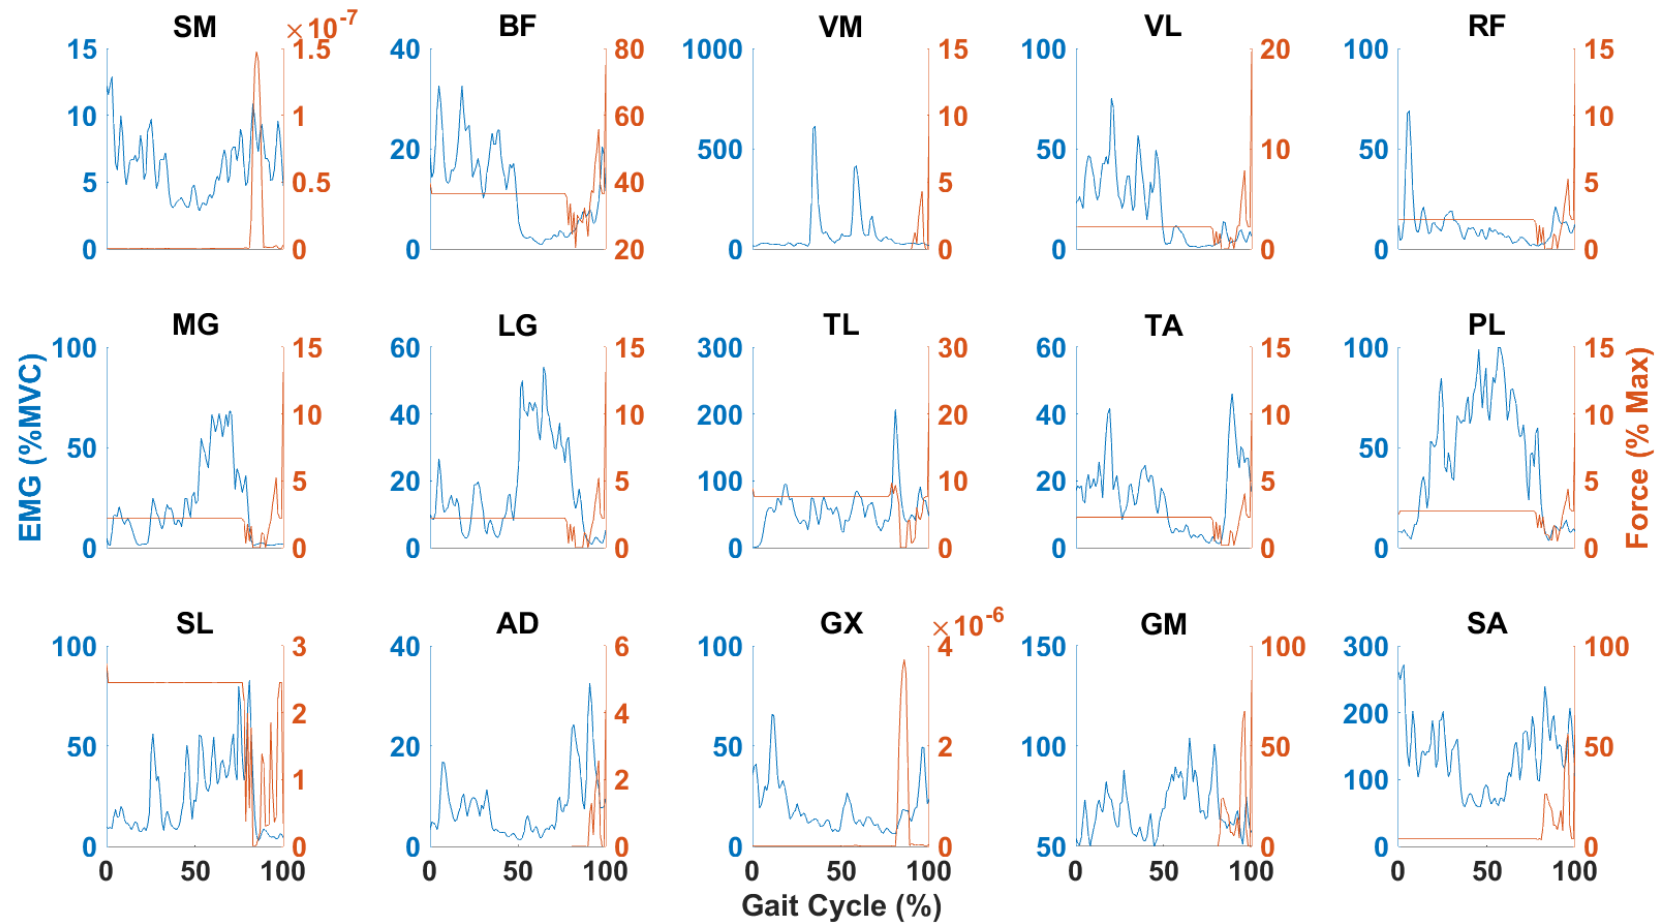 SM ×10⁻⁷ BF VM VL RF
15 1.5 40 80 1000 15 100 20 100 15
10 1 60 10 10
20 500 50 10 50
5 0.5 40 5 5
0 0 0 20 0 0 0 0 0 0
MG LG TL TA PL
100 15 60 15 300 30 60 15 100 15
10 40 10 200 20 40 10 10
50 50
5 20 5 100 10 20 5 5
0 0 0 0 0 0 0 0 0 0
EMG (%MVC)
Force (% Max)
SL AD GX ×10⁻⁶ GM SA
100 3 40 6 100 4 150 100 300 100
2 4 200
50 20 50 2 100 50 50
1 2 100
0 0 0 0 0 0 50 0 0 0
0 50 100 0 50 100 0 50 100 0 50 100 0 50 100
Gait Cycle (%)